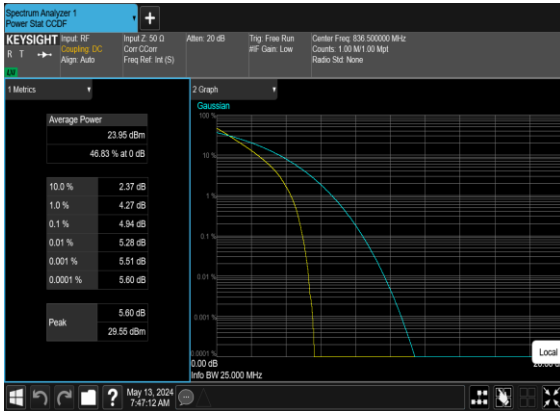 Spectrum Analyzer 1
Power Stat CCDF
KEYSIGHT
R T
LVI
Input: RF
Coupling: DC
Align: Auto
Input Z: 50 Ω
Corr CCorr
Freq Ref: Int (S)
Atten: 20 dB
Trig: Free Run
#IF Gain: Low
Center Freq: 836.500000 MHz
Counts: 1.00 M/1.00 Mpt
Radio Std: None
1 Metrics
Average Power
23.95 dBm
46.83 % at 0 dB
10.0 % 2.37 dB
1.0 % 4.27 dB
0.1 % 4.94 dB
0.01 % 5.28 dB
0.001 % 5.51 dB
0.0001 % 5.60 dB
Peak
5.60 dB
29.55 dBm
2 Graph
Gaussian
100 %
10 %
1 %
0.1 %
0.01 %
0.001 %
0.0001 %
0.00 dB
Info BW 25.000 MHz
Local
May 13, 2024
7:47:12 AM